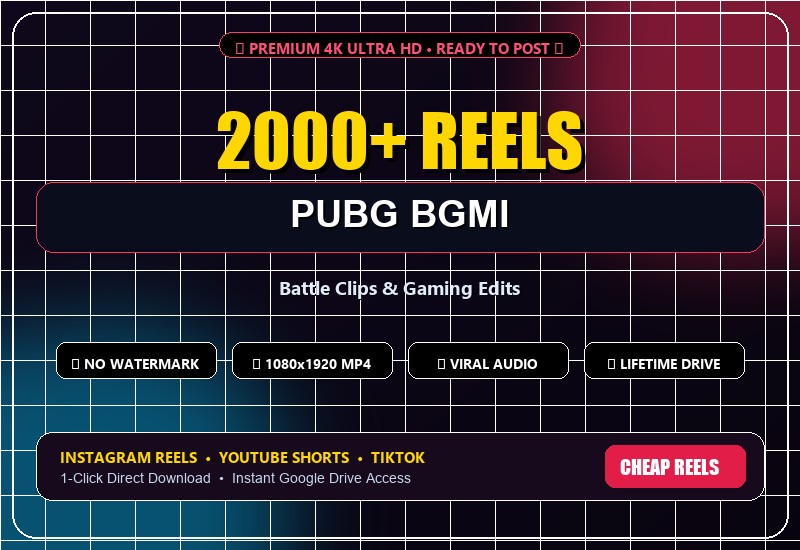 PREMIUM 4K ULTRA HD • READY TO POST
2000+ REELS
PUBG BGMI
Battle Clips & Gaming Edits
NO WATERMARK
1080x1920 MP4
VIRAL AUDIO
LIFETIME DRIVE
INSTAGRAM REELS • YOUTUBE SHORTS • TIKTOK
1-Click Direct Download • Instant Google Drive Access
CHEAP REELS